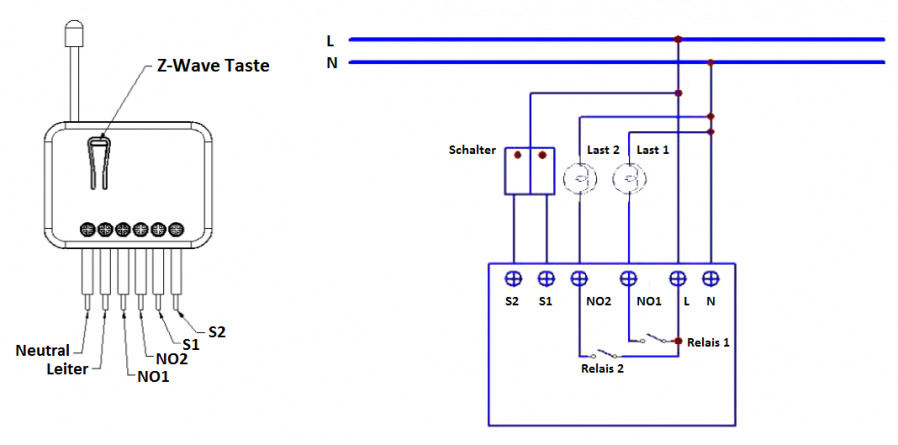 Z-Wave Taste
Neutral
Leiter
NO1
NO2
S1
S2
L
N
Schalter
Last 2
Last 1
S2
S1
NO2
NO1
L
N
Relais 1
Relais 2